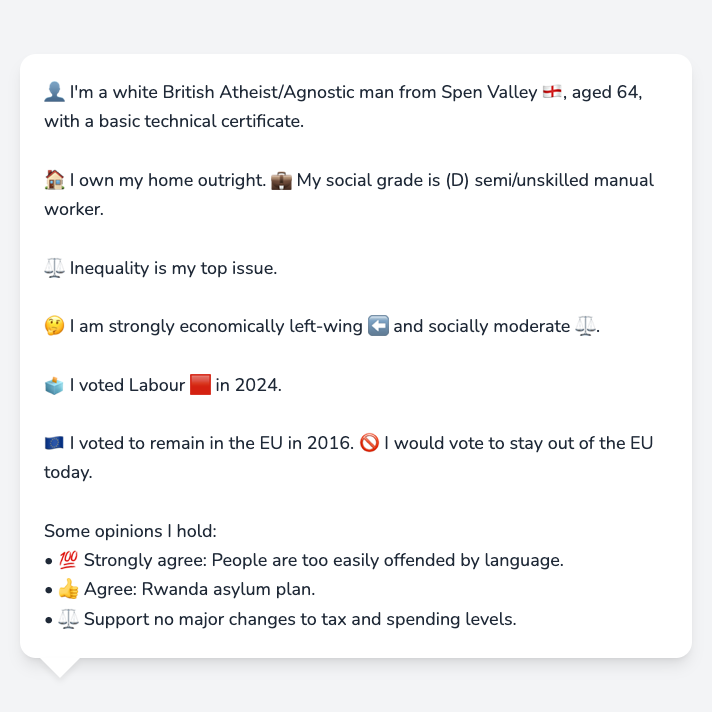 👤 I'm a white British Atheist/Agnostic man from Spen Valley 🏴󠁧󠁢󠁥󠁮󠁧󠁿, aged 64,
with a basic technical certificate.
🏠 I own my home outright. 💼 My social grade is (D) semi/unskilled manual
worker.
⚖️ Inequality is my top issue.
🤔 I am strongly economically left-wing ⬅️ and socially moderate ⚖️.
🗳️ I voted Labour 🟥 in 2024.
🇪🇺 I voted to remain in the EU in 2016. 🚫 I would vote to stay out of the EU
today.
Some opinions I hold:
• 💯 Strongly agree: People are too easily offended by language.
• 👍 Agree: Rwanda asylum plan.
• ⚖️ Support no major changes to tax and spending levels.